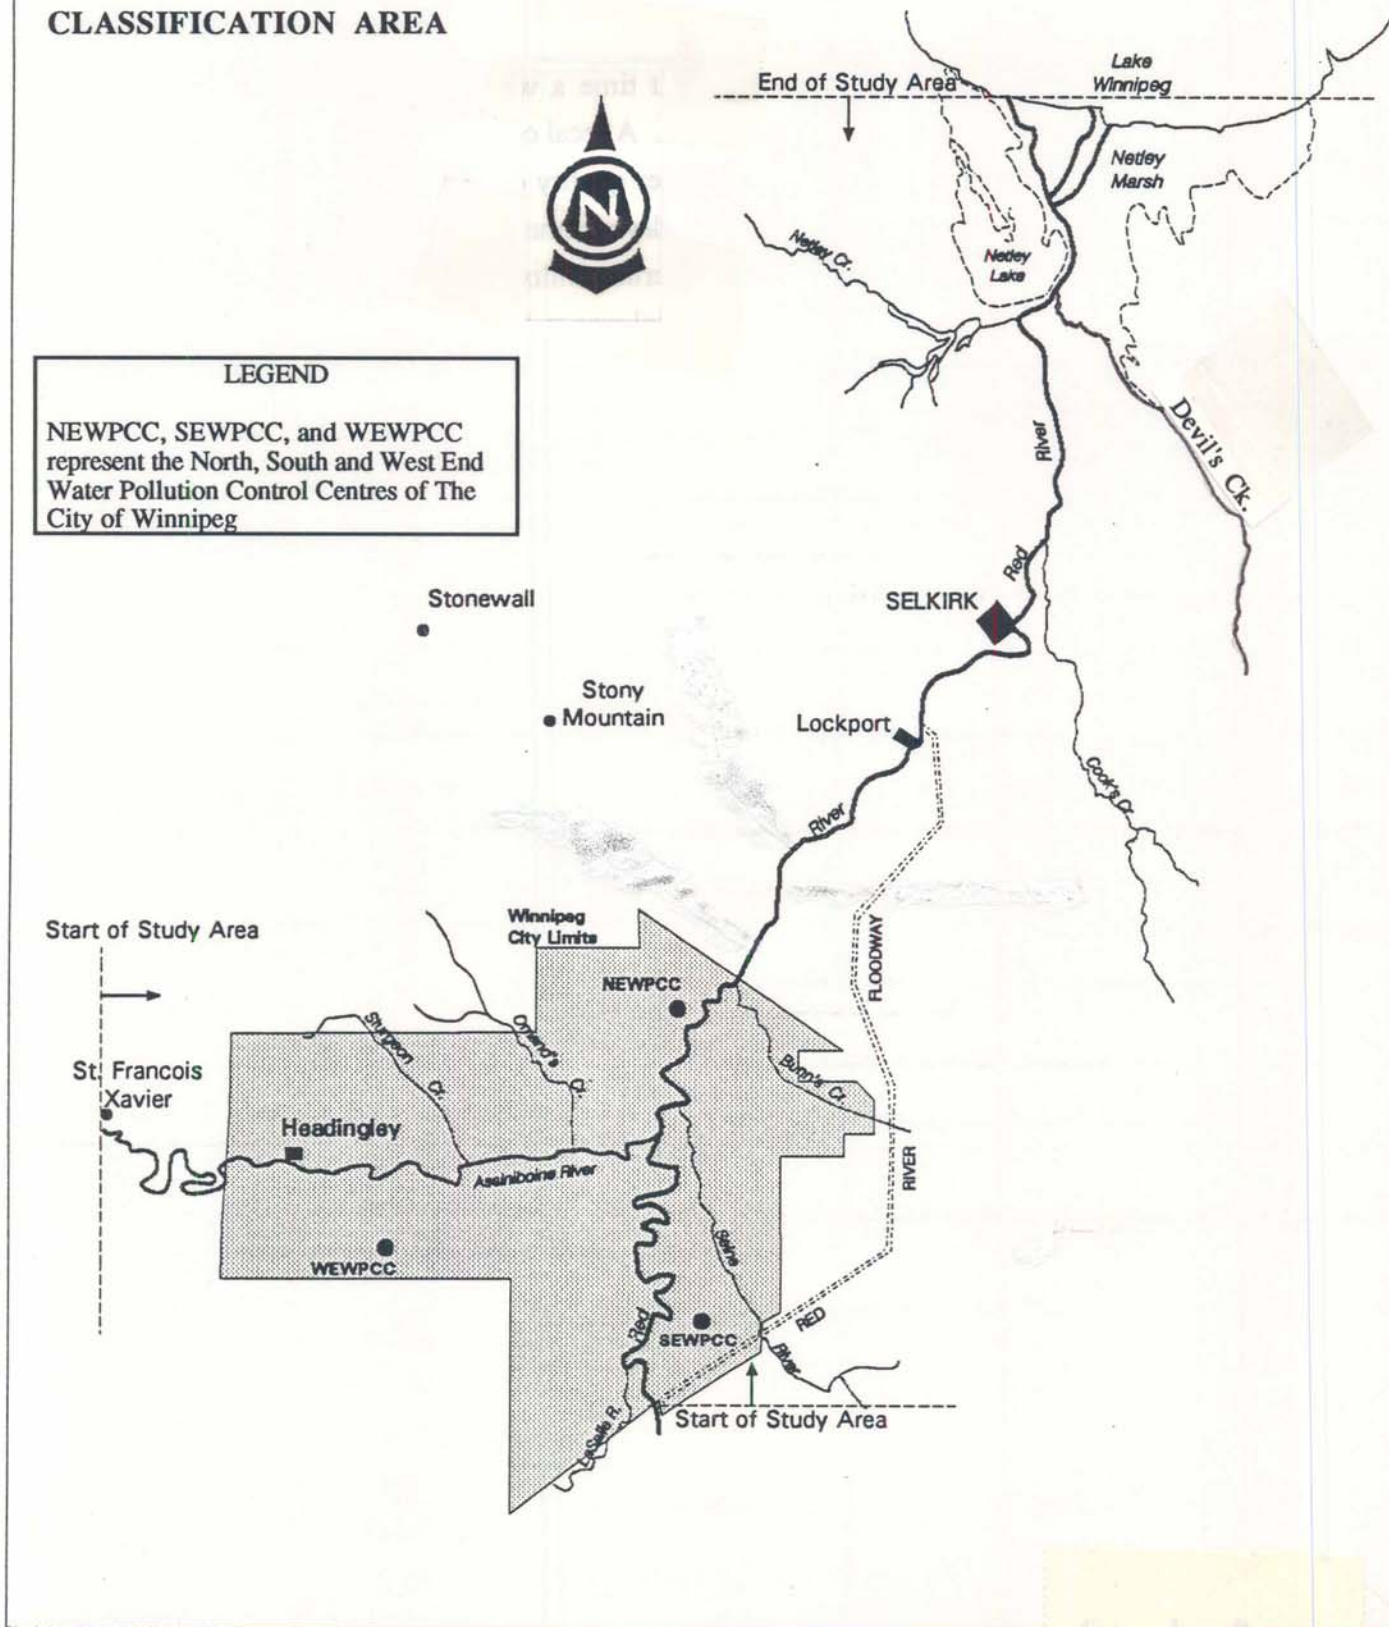 CLASSIFICATION AREA
Lake
Winnipeg
End of Study Area
Netley
Marsh
N
Netley Cr.
Netley
Lake
LEGEND
NEWPCC, SEWPCC, and WEWPCC
represent the North, South and West End
Water Pollution Control Centres of The
City of Winnipeg
Devil's Ck.
River
Red
Stonewall
SELKIRK
Stony
Mountain
Lockport
Cook's Cr.
River
Start of Study Area
Winnipeg
City Limits
NEWPCC
FLOODWAY
Sturgeon
Cr.
Omand's
Cr.
Bunn's Cr.
St. Francois
Xavier
Headingley
Assiniboine River
RIVER
Seine
WEWPCC
Red
SEWPCC
RED
River
LaSalle R.
Start of Study Area